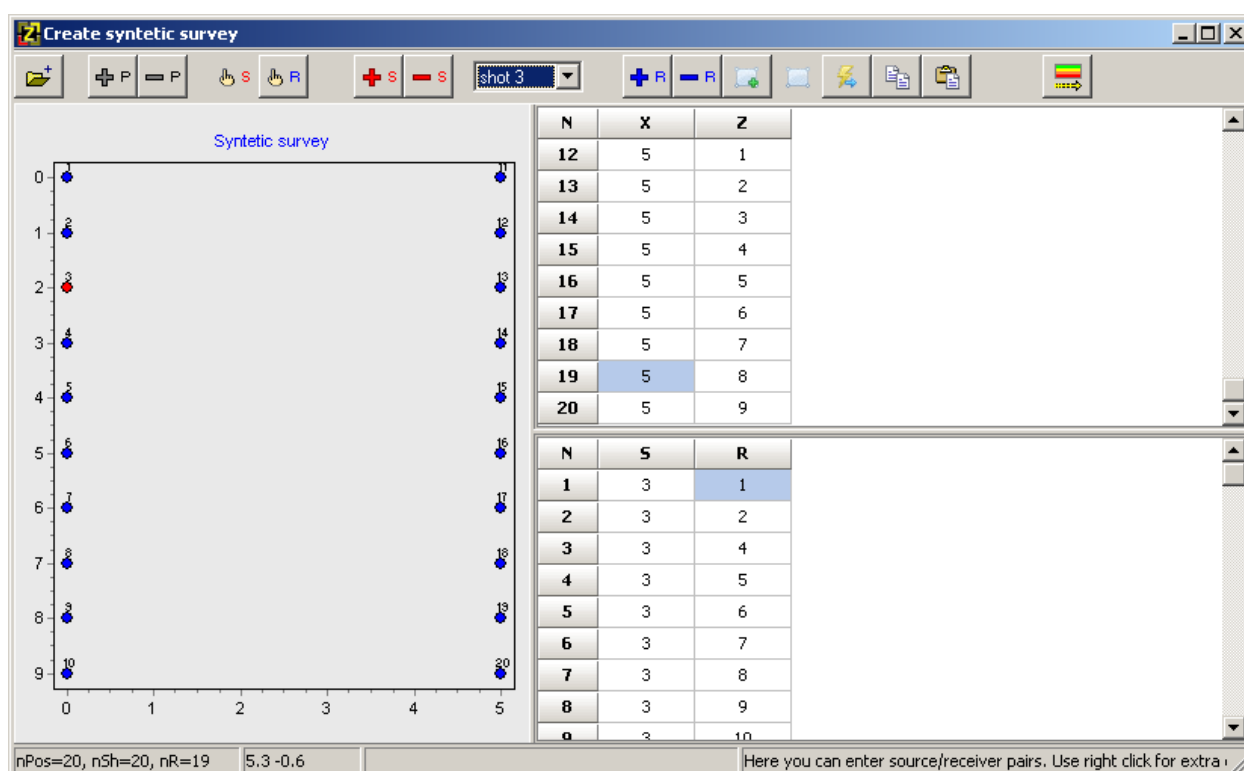 Create syntetic survey
P P S R S S shot 3 R R
Syntetic survey
0
1
2
3
4
5
6
7
8
9
0 1 2 3 4 5
1 11
2 12
3 13
4 14
5 15
6 16
7 17
8 18
9 19
10 20
N X Z
12 5 1
13 5 2
14 5 3
15 5 4
16 5 5
17 5 6
18 5 7
19 5 8
20 5 9
N S R
1 3 1
2 3 2
3 3 4
4 3 5
5 3 6
6 3 7
7 3 8
8 3 9
9 3 10
nPos=20, nSh=20, nR=19 5.3 -0.6 Here you can enter source/receiver pairs. Use right click for extra